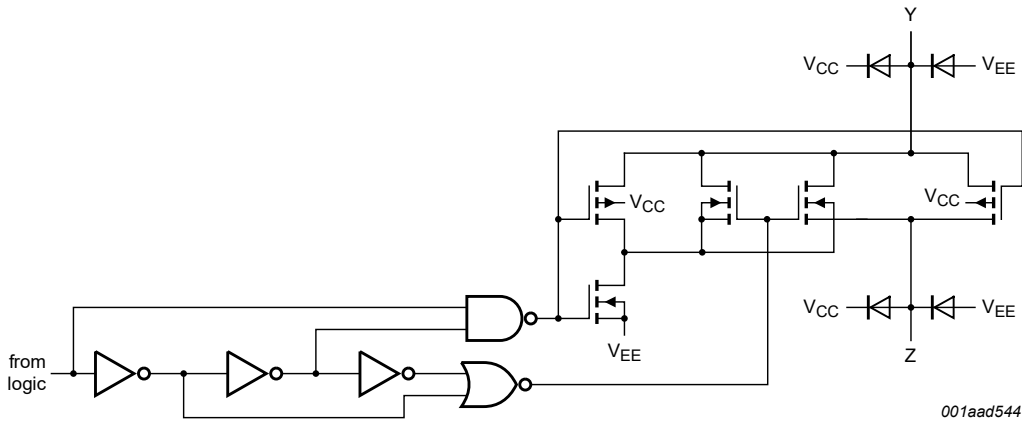 Y
VCC
VEE
VCC
VCC
VCC
VEE
VEE
Z
from
logic
001aad544